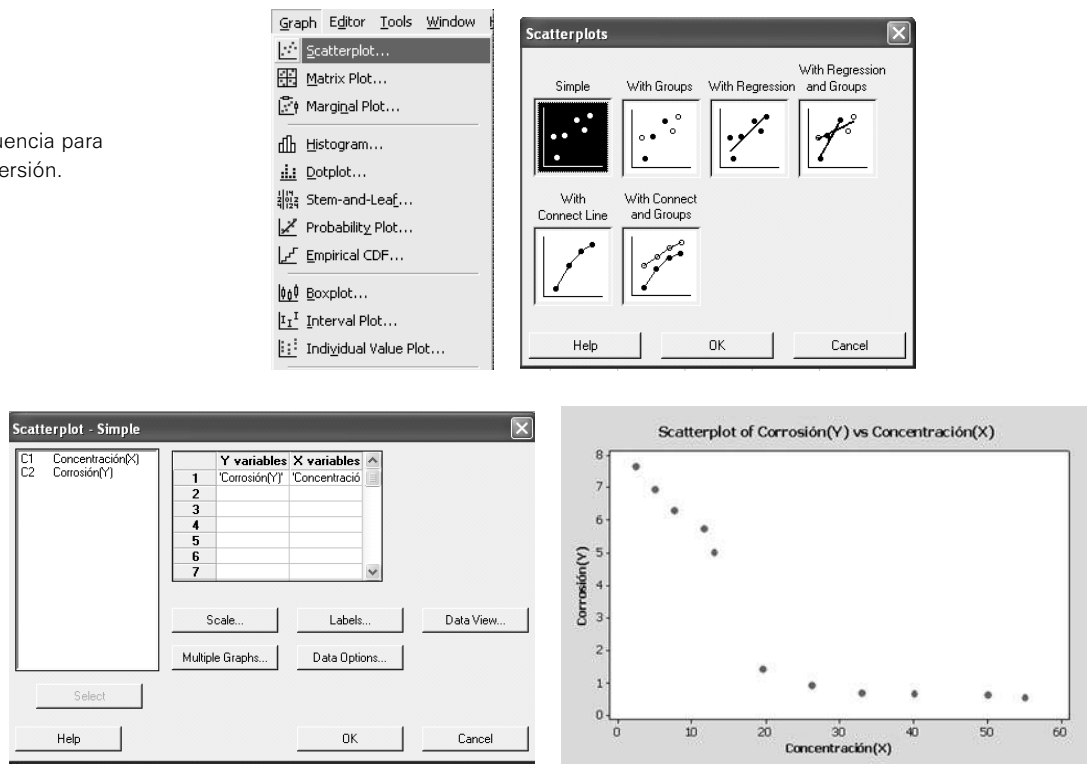 uencia para
ersión.
Graph Editor Tools Window
Scatterplot...
Matrix Plot...
Marginal Plot...
Histogram...
Dotplot...
Stem-and-Leaf...
Probability Plot...
Empirical CDF...
Boxplot...
Interval Plot...
Individual Value Plot...
Scatterplots
Simple
With Groups
With Regression
With Regression
and Groups
With
Connect Line
With Connect
and Groups
Help
OK
Cancel
Scatterplot - Simple
C1 Concentración(X)
C2 Corrosión(Y)
Y variables X variables
1 'Corrosión(Y)' 'Concentració
2
3
4
5
6
7
Scale...
Labels...
Data View...
Multiple Graphs...
Data Options...
Select
Help
OK
Cancel
Scatterplot of Corrosión(Y) vs Concentración(X)
Corrosión(Y)
8
7
6
5
4
3
2
1
0
0 10 20 30 40 50 60
Concentración(X)